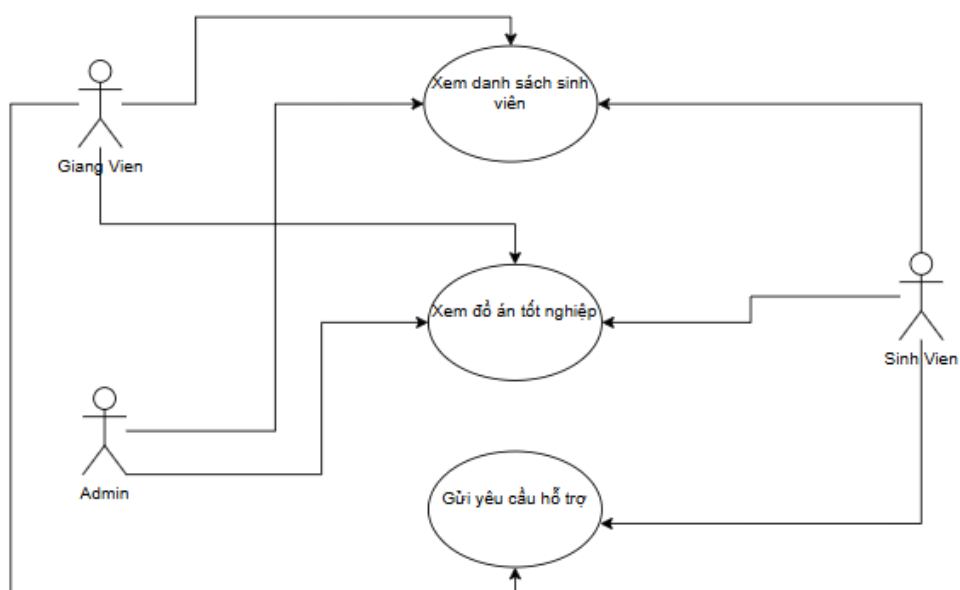 Xem danh sách sinh
viên
Giang Vien
Xem đồ án tốt nghiệp
Sinh Vien
Admin
Gửi yêu cầu hỗ trợ